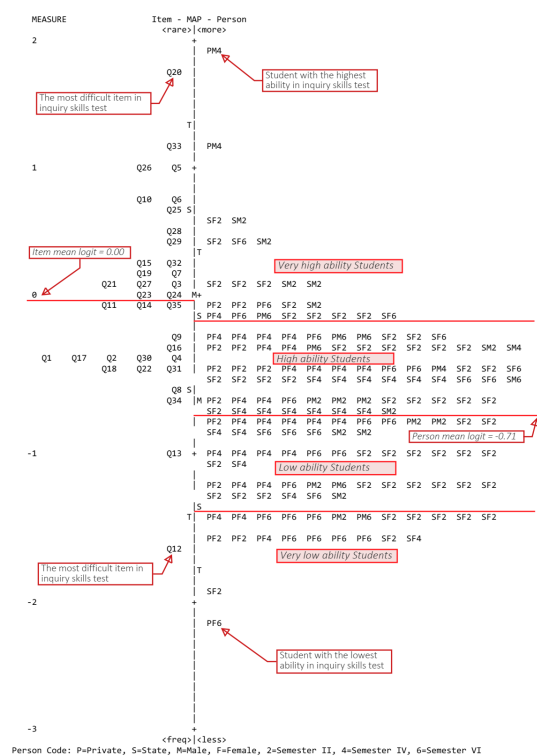 MEASURE Item - MAP - Person
<rare>|<more>
2 +
PM4
Student with the highest
ability in inquiry skills test
Q20
The most difficult item in
inquiry skills test
T|
Q33 | PM4
1 Q26 Q5 +
Q10 Q6 |
Q25 S|
| SF2 SM2
Q28 |
Q29 | SF2 SF6 SM2
Item mean logit = 0.00
|T
Q15 Q32 | Very high ability Students
Q19 Q7 |
Q21 Q27 Q3 | SF2 SF2 SF2 SM2 SM2
0 Q23 Q24 M+
Q11 Q14 Q35 | PF2 PF2 PF6 SF2 SM2
|S PF4 PF6 PM6 SF2 SF2 SF2 SF2 SF6
Q9 | PF4 PF4 PF4 PF4 PF6 PM6 PM6 SF2 SF2 SF6
Q16 | PF2 PF2 PF4 PF4 PM6 SF2 SF2 SF2 SF2 SF2 SF2 SM2 SM4
Q1 Q17 Q2 Q30 Q4 | High ability Students
Q18 Q22 Q31 | PF2 PF2 PF2 PF4 PF4 PF4 PF4 PF6 PF6 PM4 SF2 SF2 SF6
SF2 SF2 SF2 SF2 SF4 SF4 SF4 SF4 SF4 SF4 SF6 SF6 SM6
Q8 S|
Q34 |M PF2 PF4 PF4 PF6 PM2 PM2 PM2 SF2 SF2 SF2 SF2 SF2
SF2 SF4 SF4 SF4 SF4 SF4 SF4 SM2
| PF2 PF4 PF4 PF4 PF4 PF4 PF6 PF6 PM2 PM2 SF2 SF2
SF4 SF4 SF6 SF6 SF6 SM2 SM2
Person mean logit = -0.71
-1 Q13 + PF4 PF4 PF4 PF4 PF6 PF6 SF2 SF2 SF2 SF2 SF2 SF2
SF2 SF4 Low ability Students
| PF2 PF4 PF4 PF6 PM2 PM6 SF2 SF2 SF2 SF2 SF2 SF2
SF2 SF2 SF2 SF4 SF6 SM2
|S
T| PF4 PF4 PF6 PF6 PF6 PM2 PM6 SF2 SF2 SF2 SF2 SF2
| PF2 PF2 PF4 PF6 PF6 PF6 PF6 SF2 SF4
Q12 | Very low ability Students
The most difficult item in
inquiry skills test
|T
| SF2
-2 +
| PF6
Student with the lowest
ability in inquiry skills test
-3 +
<freq>|<less>
Person Code: P=Private, S=State, M=Male, F=Female, 2=Semester II, 4=Semester IV, 6=Semester VI